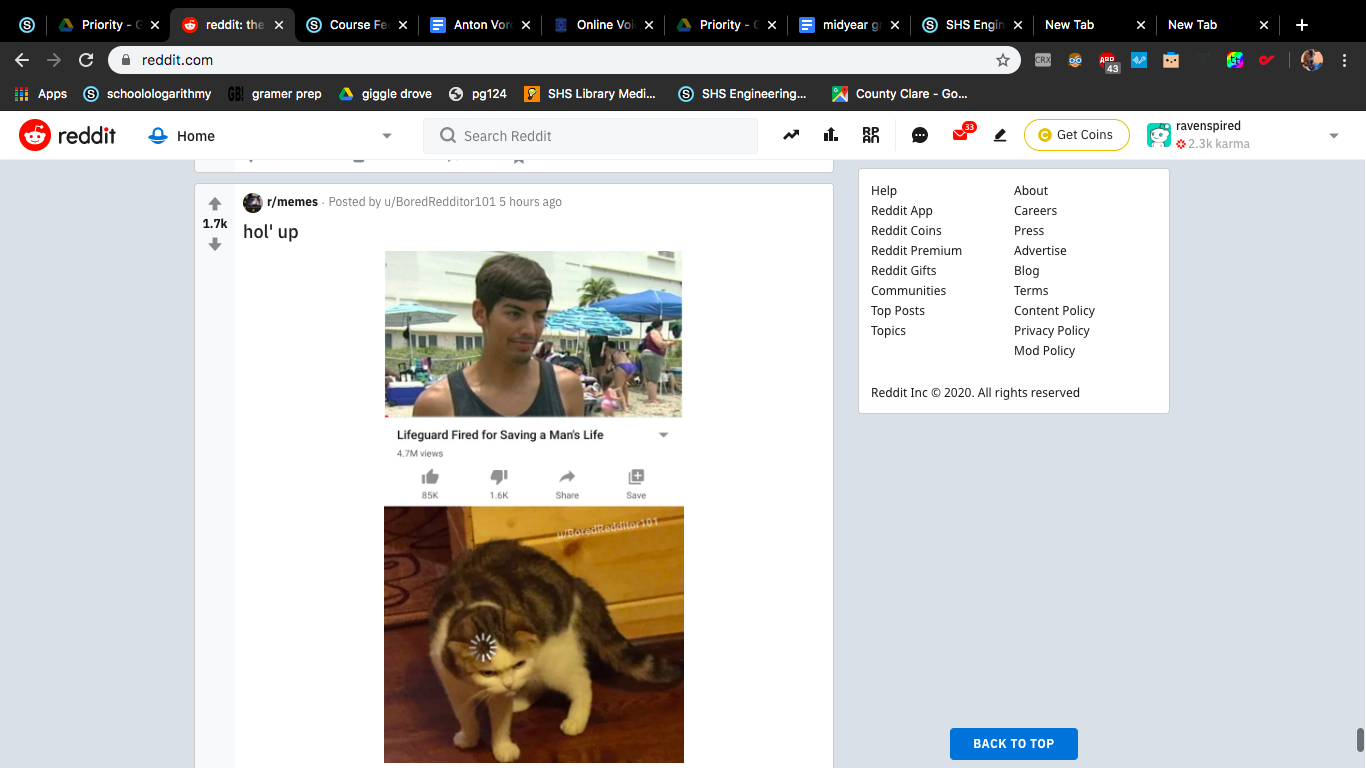 Priority - G
reddit: the
Course Fe
Anton Vor
Online Voi
Priority - G
midyear g
SHS Engin
New Tab
New Tab
reddit.com
CRX
ABP
43
Apps
schoolologarithmy
GB!
gramer prep
giggle drove
pg124
SHS Library Medi...
SHS Engineering...
County Clare - Go...
reddit
Home
Search Reddit
33
Get Coins
ravenspired
2.3k karma
1.7k
r/memes · Posted by u/BoredRedditor101 5 hours ago
hol' up
Lifeguard Fired for Saving a Man's Life
4.7M views
85K
1.6K
Share
Save
u/BoredRedditor101
Help
About
Reddit App
Careers
Reddit Coins
Press
Reddit Premium
Advertise
Reddit Gifts
Blog
Communities
Terms
Top Posts
Content Policy
Topics
Privacy Policy
Mod Policy
Reddit Inc © 2020. All rights reserved
BACK TO TOP